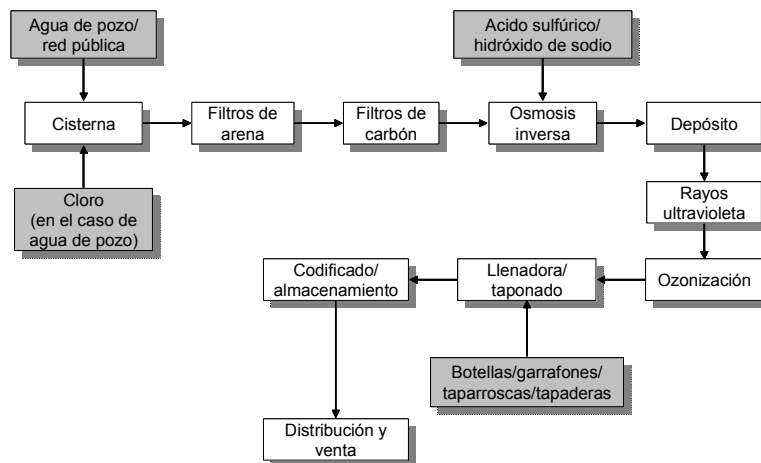 Agua de pozo/
red pública
Acido sulfúrico/
hidróxido de sodio
Cisterna
Filtros de
arena
Filtros de
carbón
Osmosis
inversa
Depósito
Cloro
(en el caso de
agua de pozo)
Rayos
ultravioleta
Codificado/
almacenamiento
Llenadora/
taponado
Ozonización
Botellas/garrafones/
taparroscas/tapaderas
Distribución y
venta